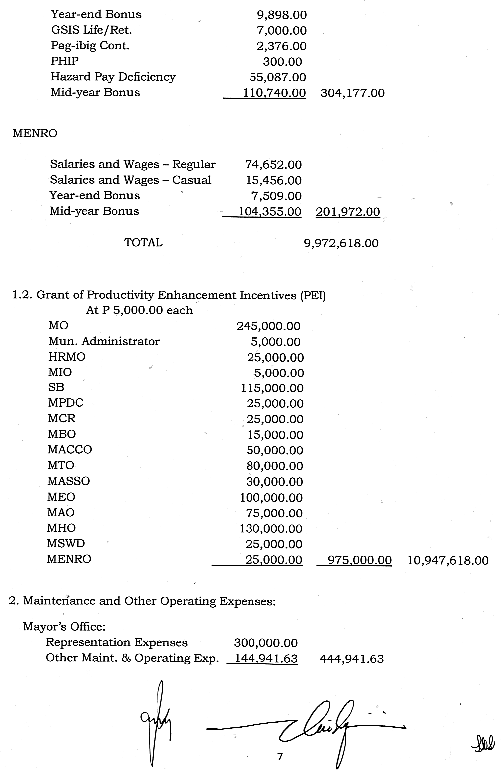 Year-end Bonus 9,898.00
GSIS Life/Ret. 7,000.00
Pag-ibig Cont. 2,376.00
PHIP 300.00
Hazard Pay Deficiency 55,087.00
Mid-year Bonus 110,740.00 304,177.00
MENRO
Salaries and Wages – Regular 74,652.00
Salaries and Wages – Casual 15,456.00
Year-end Bonus 7,509.00
Mid-year Bonus 104,355.00 201,972.00
TOTAL 9,972,618.00
1.2. Grant of Productivity Enhancement Incentives (PEI)
At P 5,000.00 each
MO 245,000.00
Mun. Administrator 5,000.00
HRMO 25,000.00
MIO 5,000.00
SB 115,000.00
MPDC 25,000.00
MCR 25,000.00
MBO 15,000.00
MACCO 50,000.00
MTO 80,000.00
MASSO 30,000.00
MEO 100,000.00
MAO 75,000.00
MHO 130,000.00
MSWD 25,000.00
MENRO 25,000.00 975,000.00 10,947,618.00
2. Maintenance and Other Operating Expenses:
Mayor's Office:
Representation Expenses 300,000.00
Other Maint. & Operating Exp. 144,941.63 444,941.63
7